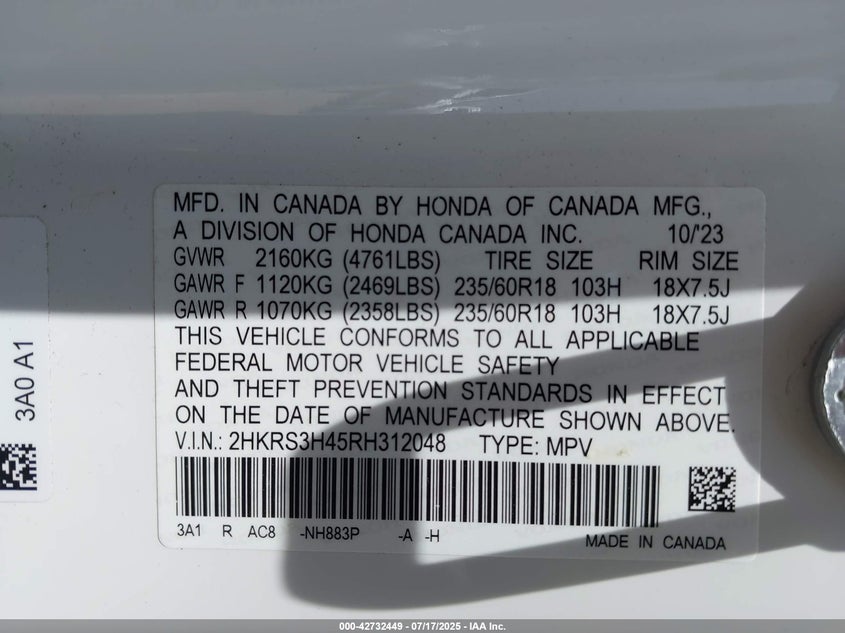 MFD. IN CANADA BY HONDA OF CANADA MFG.,
A DIVISION OF HONDA CANADA INC. 10/'23
GVWR 2160KG (4761LBS) TIRE SIZE RIM SIZE
GAWR F 1120KG (2469LBS) 235/60R18 103H 18X7.5J
GAWR R 1070KG (2358LBS) 235/60R18 103H 18X7.5J
THIS VEHICLE CONFORMS TO ALL APPLICABLE
FEDERAL MOTOR VEHICLE SAFETY
AND THEFT PREVENTION STANDARDS IN EFFECT
ON THE DATE OF MANUFACTURE SHOWN ABOVE.
V.I.N.: 2HKRS3H45RH312048 TYPE: MPV
3A1 R AC8 -NH883P -A -H
MADE IN CANADA
3A0 A1
000-42732449 - 07/17/2025 - IAA Inc.